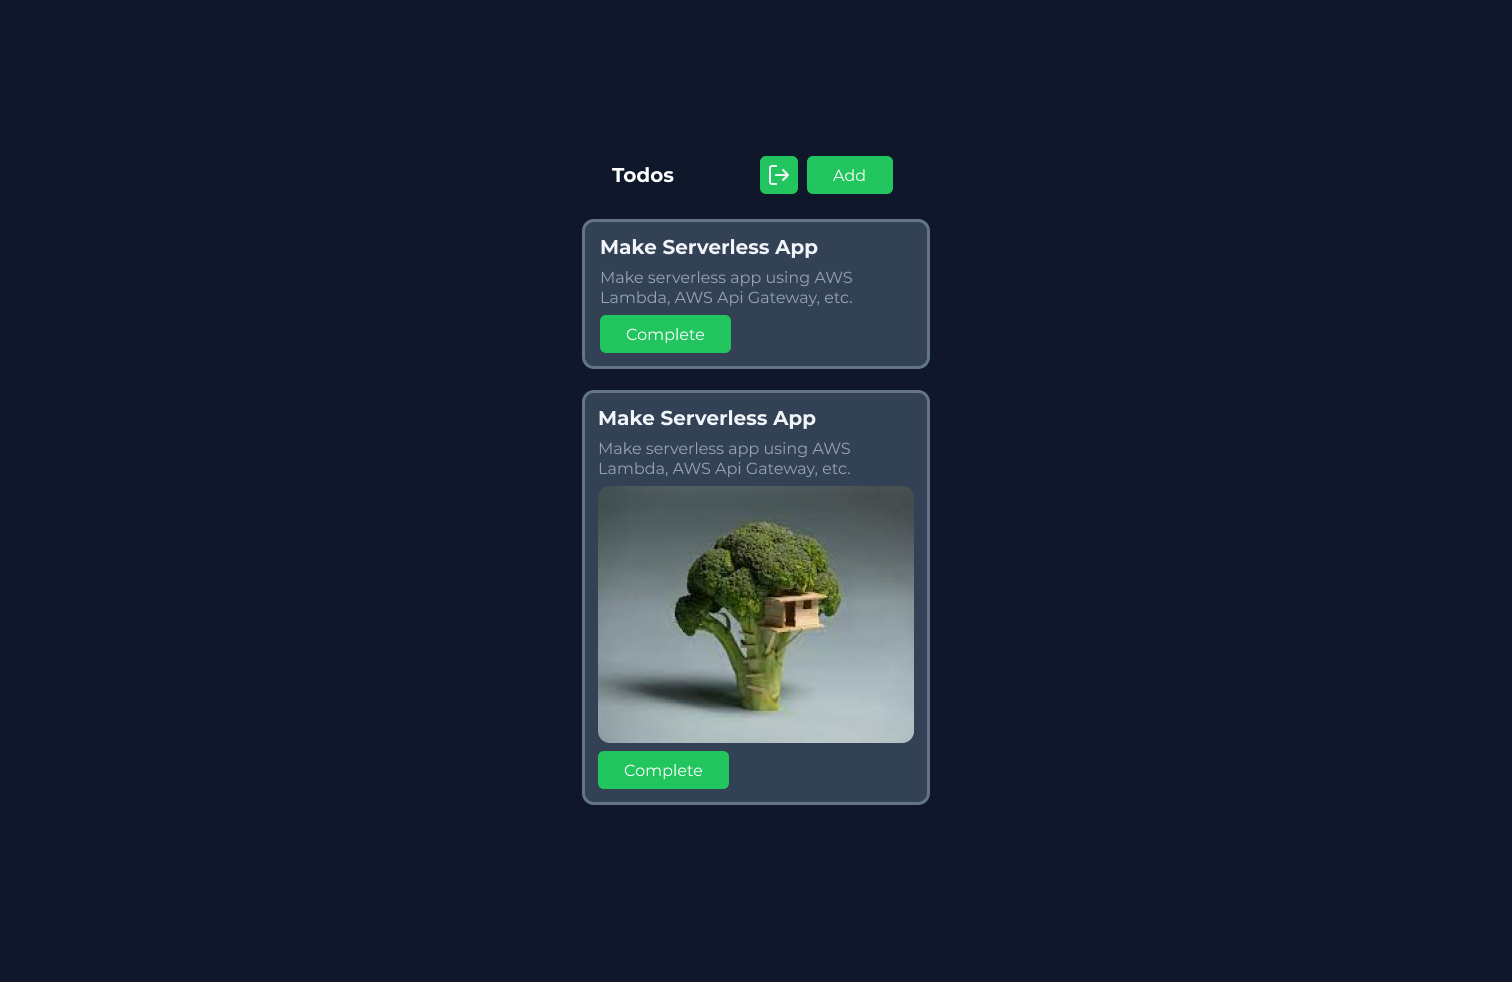 Todos
Add
Make Serverless App
Make serverless app using AWS
Lambda, AWS Api Gateway, etc.
Complete
Make Serverless App
Make serverless app using AWS
Lambda, AWS Api Gateway, etc.
Complete